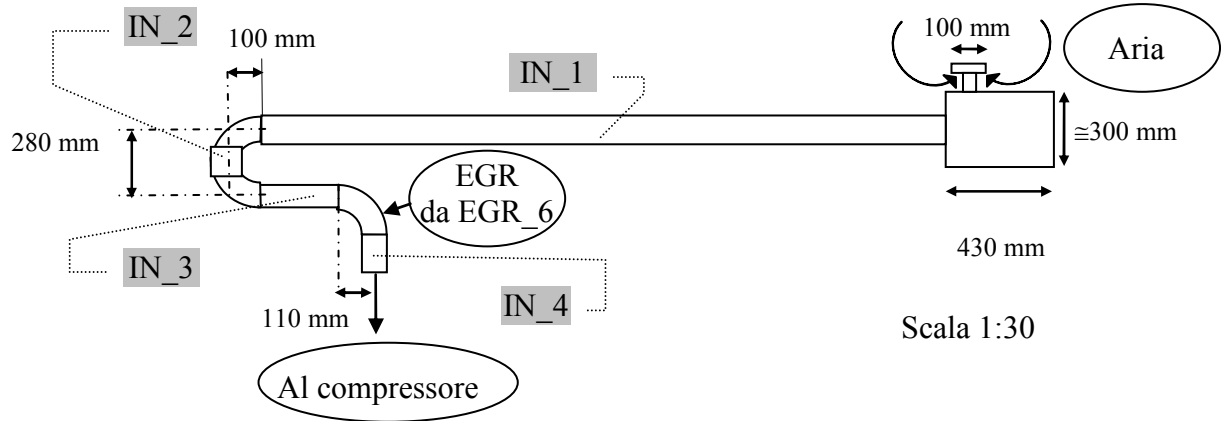 IN_2
100 mm
IN_1
100 mm
Aria
280 mm
≅300 mm
EGR
da EGR_6
430 mm
IN_3
IN_4
110 mm
Scala 1:30
Al compressore